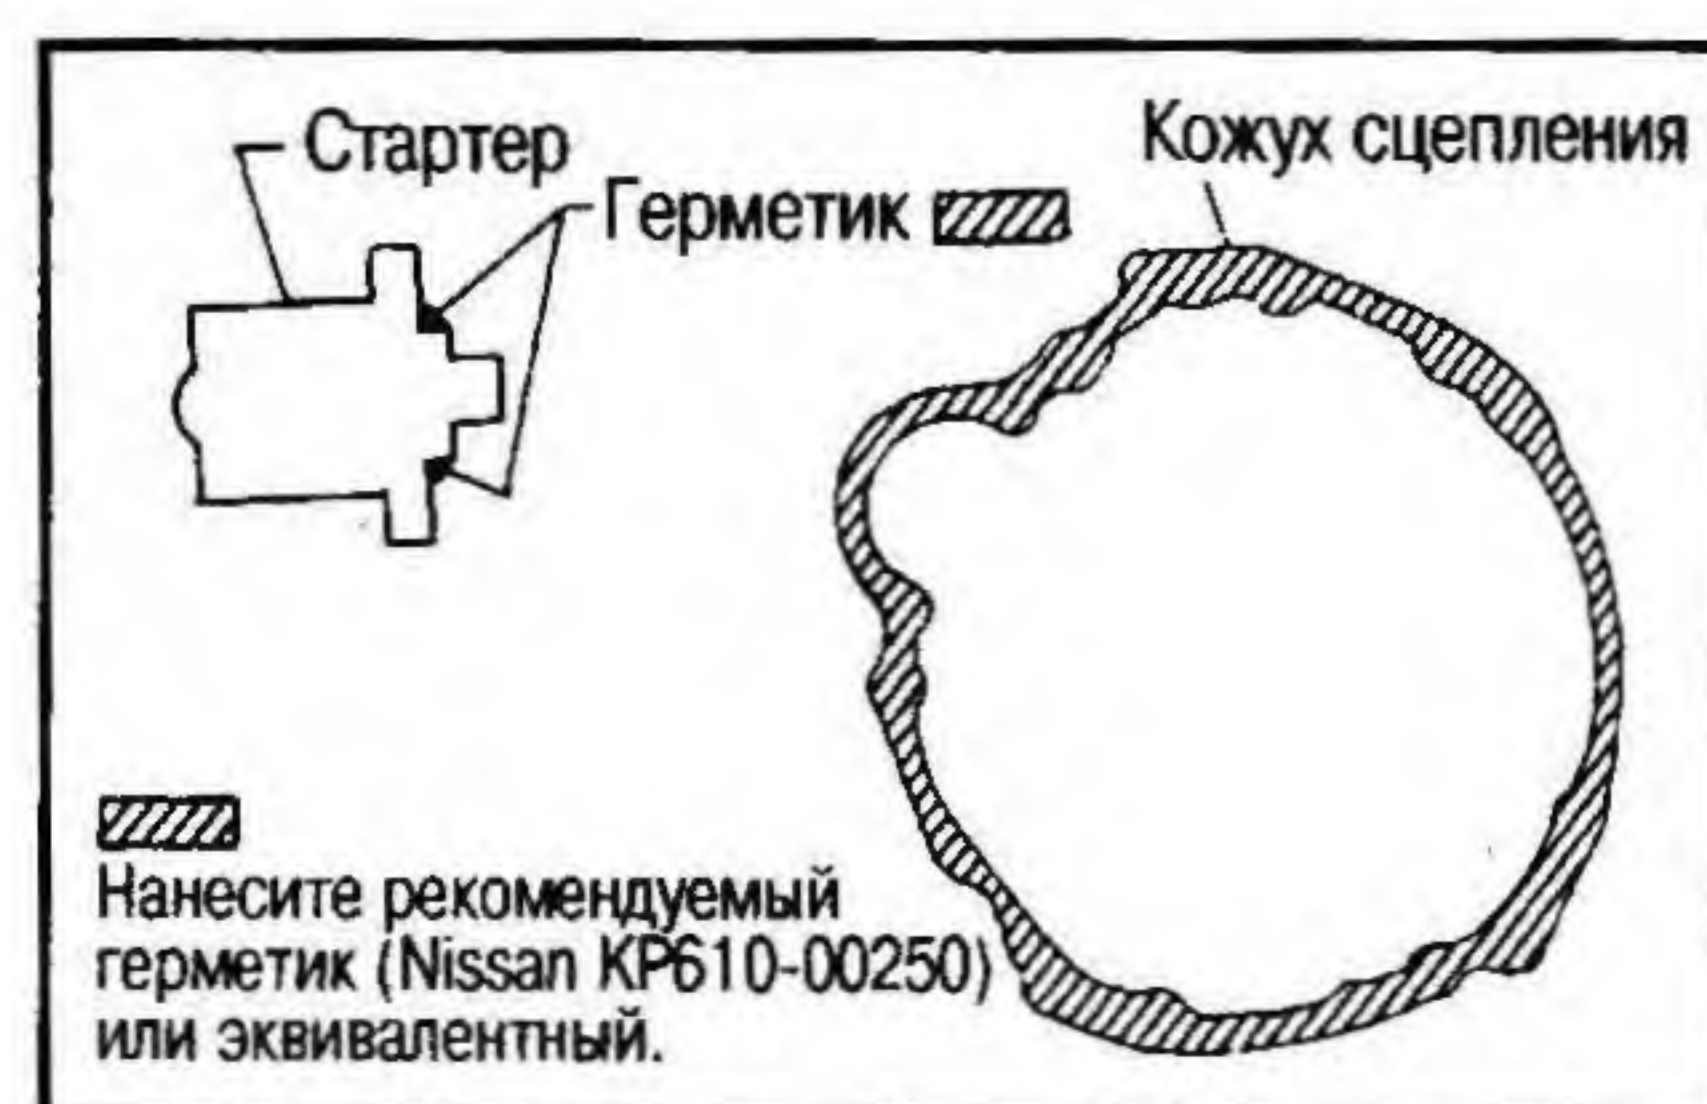 Стартер
Герметик
Кожух сцепления
Нанесите рекомендуемый
герметик (Nissan KP610-00250)
или эквивалентный.